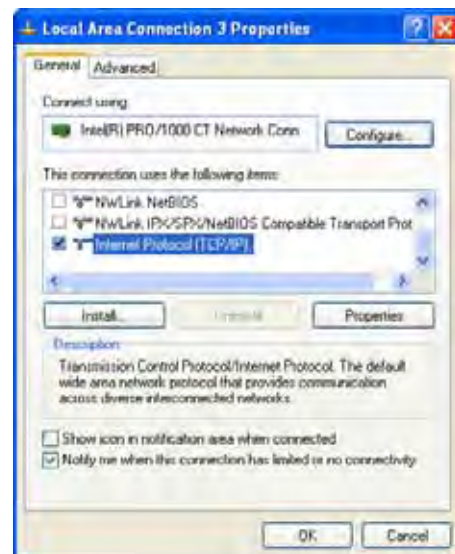 Local Area Connection 3 Properties
General Advanced
Connect using:
Intel(R) PRO/1000 CT Network Conn
Configure...
This connection uses the following items:
NWLink NetBIOS
NWLink IPX/SPX/NetBIOS Compatible Transport Prot
Internet Protocol (TCP/IP)
Install... Uninstall Properties
Description
Transmission Control Protocol/Internet Protocol. The default
wide area network protocol that provides communication
across diverse interconnected networks.
Show icon in notification area when connected
Notify me when this connection has limited or no connectivity
OK Cancel